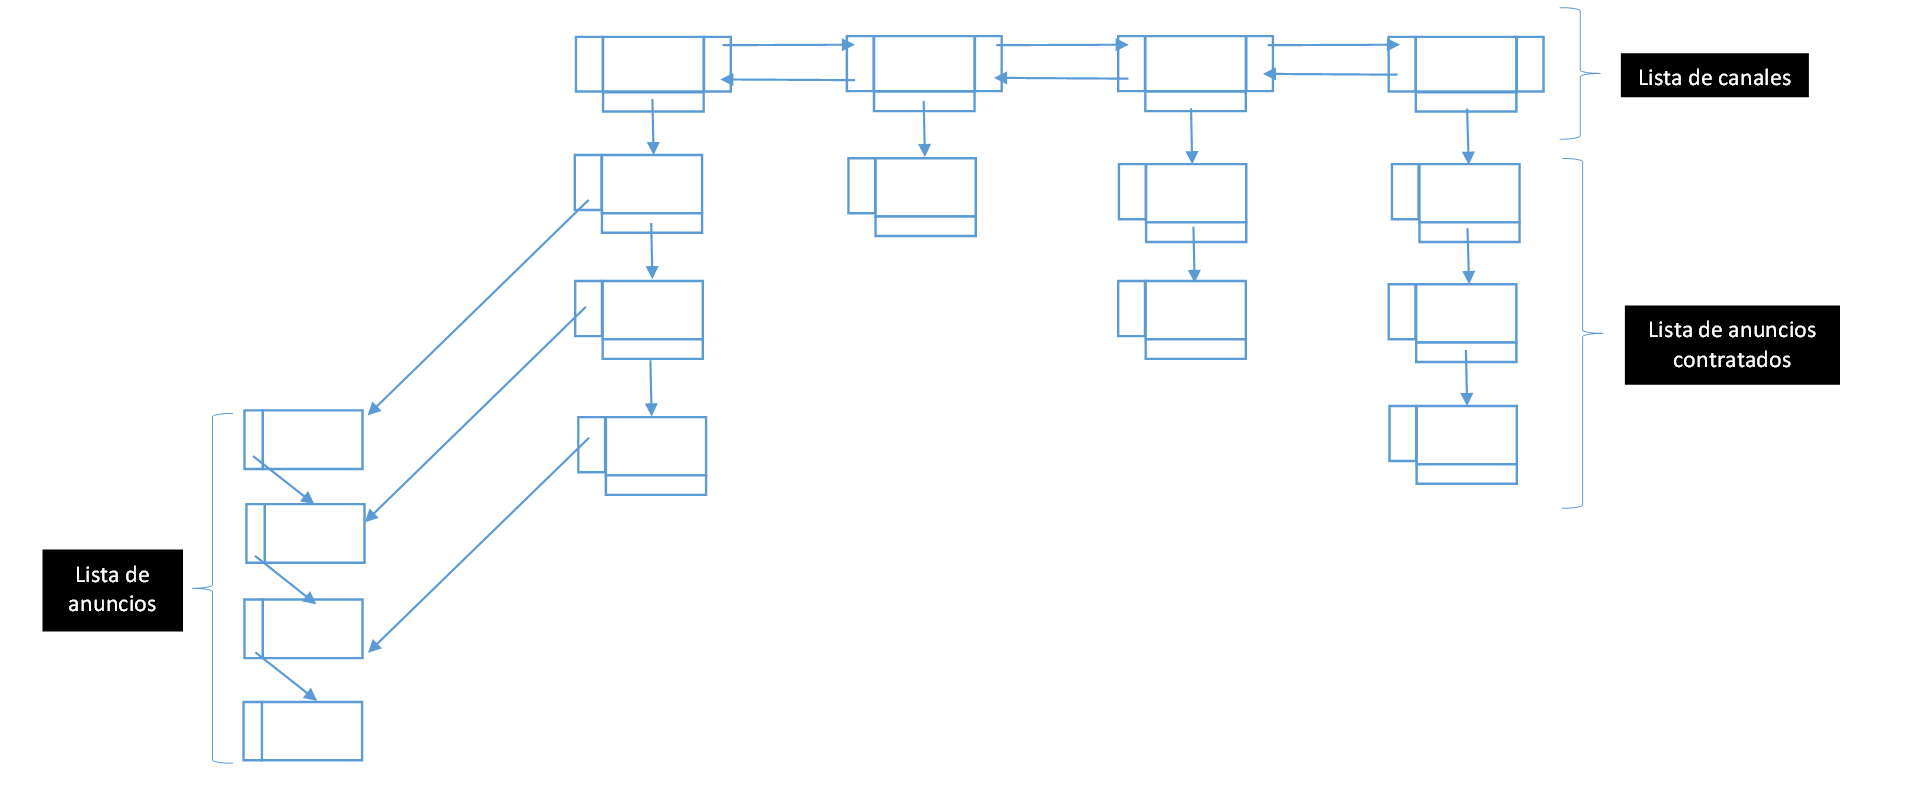 Lista de canales
Lista de anuncios
contratados
Lista de
anuncios